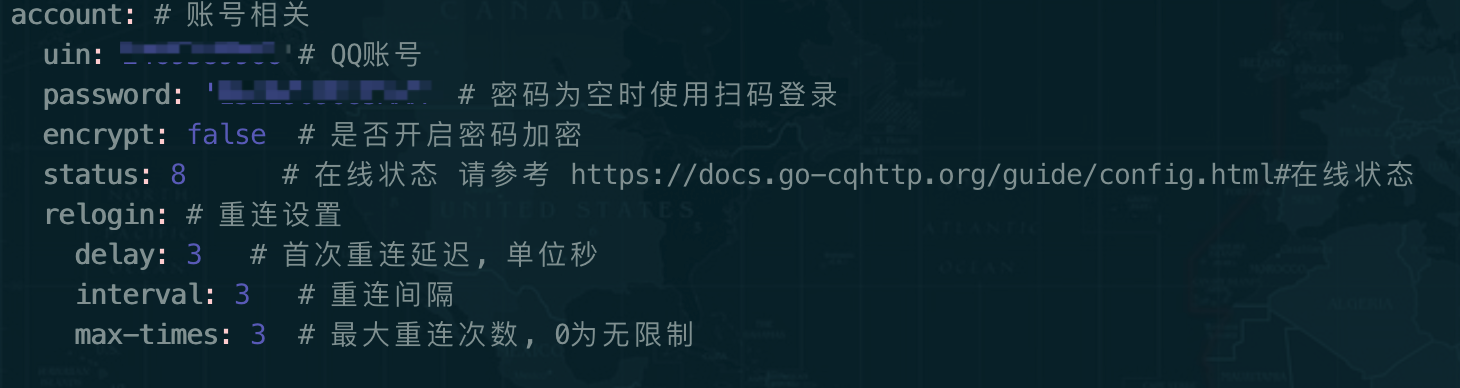 account: # 账号相关
uin: # QQ账号
password: ' # 密码为空时使用扫码登录
encrypt: false # 是否开启密码加密
status: 8 # 在线状态 请参考 https://docs.go-cqhttp.org/guide/config.html#在线状态
relogin: # 重连设置
delay: 3 # 首次重连延迟, 单位秒
interval: 3 # 重连间隔
max-times: 3 # 最大重连次数, 0为无限制